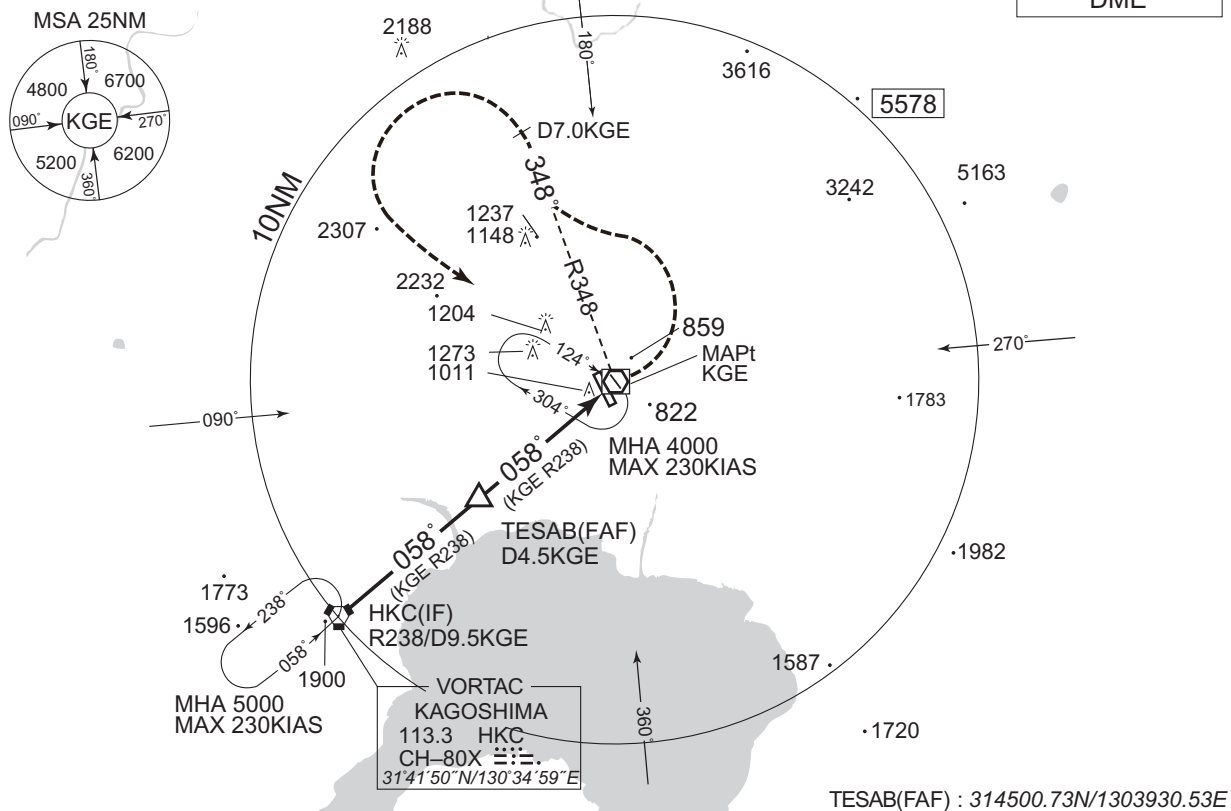 MSA 25NM
180°
4800
6700
090°
KGE
270°
5200
6200
360°
DME
2188
180°
3616
5578
D7.0KGE
348°
10NM
1237
1148
3242
5163
2307
R348
2232
1204
1273
1011
124°
304°
859
MAPt
KGE
270°
1783
822
090°
MHA 4000
MAX 230KIAS
058°
(KGE R238)
TESAB(FAF)
D4.5KGE
058°
(KGE R238)
1982
1773
238°
1596
058°
1900
HKC(IF)
R238/D9.5KGE
1587
MHA 5000
MAX 230KIAS
VORTAC
KAGOSHIMA
113.3 HKC
CH–80X
31°41´50˝N/130°34´59˝E
360°
1720
TESAB(FAF) : 314500.73N/1303930.53E